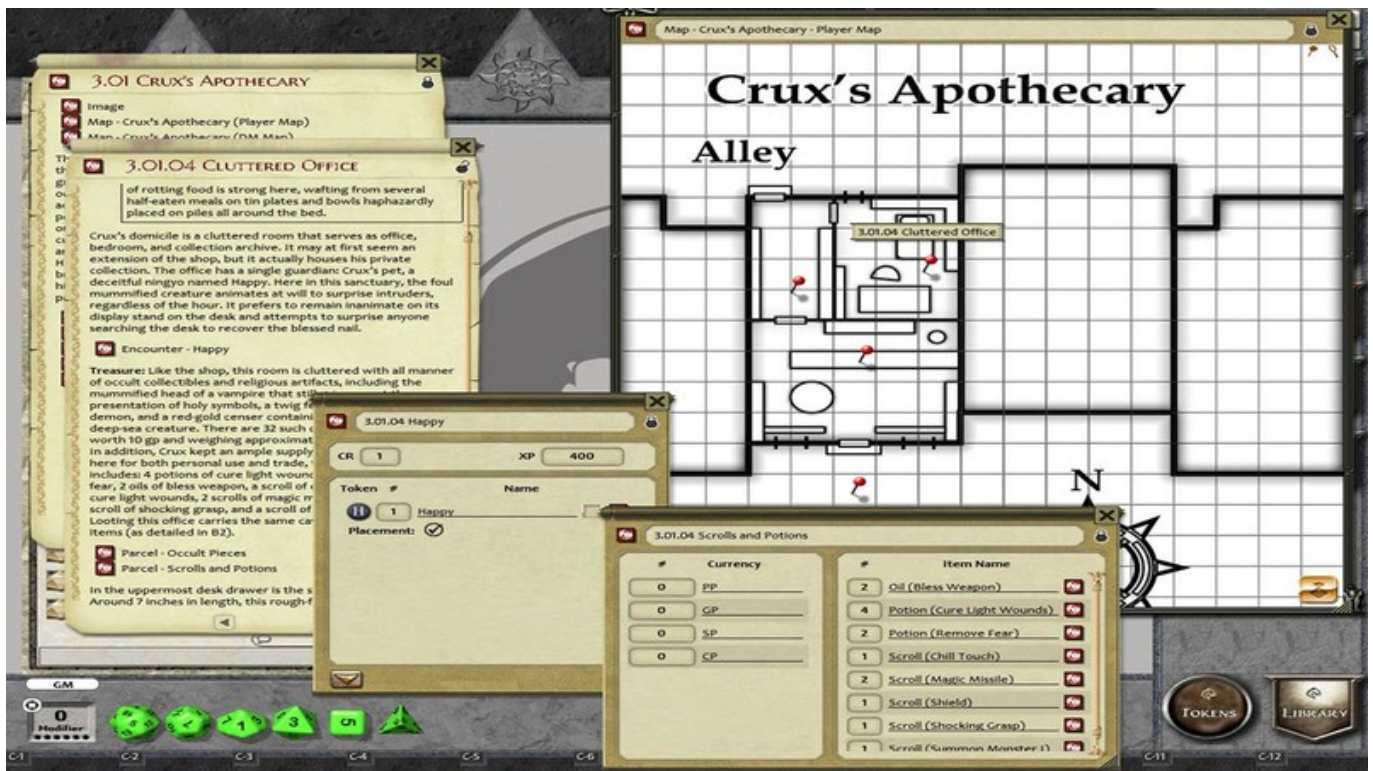 3.01 CRUX'S APOTHECARY
Image
Map - Crux's Apothecary (Player Map)
Map - Crux's Apothecary (DM Map)
3.01.04 CLUTTERED OFFICE
of rotting food is strong here, wafting from several
half-eaten meals on tin plates and bowls haphazardly
placed on piles all around the bed.
Crux's domicile is a cluttered room that serves as office,
bedroom, and collection archive. It may at first seem an
extension of the shop, but it actually houses his private
collection. The office has a single guardian: Crux's pet, a
deceitful ningyo named Happy. Here in this sanctuary, the foul
mummified creature animates at will to surprise intruders,
regardless of the hour. It prefers to remain inanimate on its
display stand on the desk and attempts to surprise anyone
searching the desk to recover the blessed nail.
Encounter - Happy
Treasure: Like the shop, this room is cluttered with all manner
of occult collectibles and religious artifacts, including the
mummified head of a vampire that
presentation of holy symbols, a twig
demon, and a red-gold censer
deep-sea creature. There are 32 such
worth 10 gp and weighing
In addition, Crux kept an ample supply
here for both personal use and trade,
includes: 4 potions of cure light
fear, 2 oils of bless weapon, a scroll of
cure light wounds, 2 scrolls of magic
scroll of shocking grasp, and a scroll of
Looting this office carries the same
items (as detailed in B2).
Parcel - Occult Pieces
Parcel - Scrolls and Potions
In the uppermost desk drawer is the
Around 7 inches in length, this
3.01.04 Happy
CR 1 XP 400
Token # Name
H 1 Happy
Placement:
Map - Crux's Apothecary - Player Map
Crux's Apothecary
Alley
3.01.04 Cluttered Office
N
3.01.04 Scrolls and Potions
# Currency
0 PP
0 GP
0 SP
0 CP
# Item Name
2 Oil (Bless Weapon)
4 Potion (Cure Light Wounds)
2 Potion (Remove Fear)
1 Scroll (Chill Touch)
2 Scroll (Magic Missile)
1 Scroll (Shield)
1 Scroll (Shocking Grasp)
1 Scroll (Summon Monster I)
GM
0
Modifier
1
3
5
TOKENS
LIBRARY
C-1 C-2 C-3 C-4 C-5 C-6 C-11 C-12